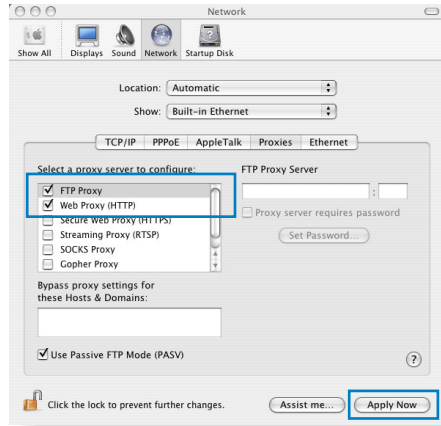 Network
Show All Displays Sound Network Startup Disk
Location: Automatic
Show: Built-in Ethernet
TCP/IP PPPoE AppleTalk Proxies Ethernet
Select a proxy server to configure: FTP Proxy Server
FTP Proxy
Web Proxy (HTTP) :
Secure Web Proxy (HTTPS) Proxy server requires password
Streaming Proxy (RTSP) Set Password...
SOCKS Proxy
Gopher Proxy
Bypass proxy settings for
these Hosts & Domains:
Use Passive FTP Mode (PASV) ?
Click the lock to prevent further changes. Assist me... Apply Now